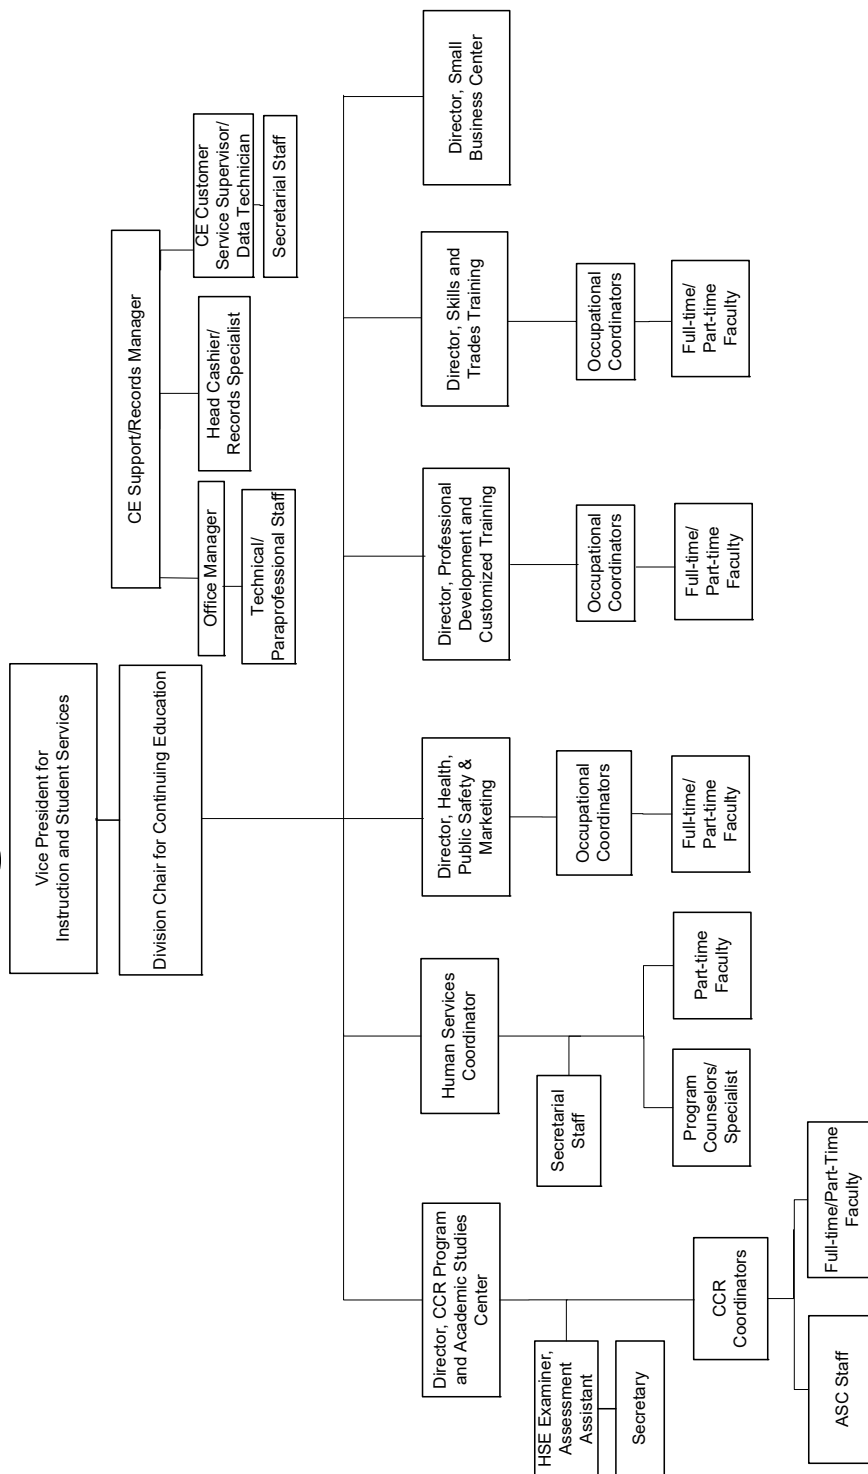 Vice President for
Instruction and Student Services
Division Chair for Continuing Education
CE Support/Records Manager
Office Manager
Technical/
Paraprofessional Staff
Head Cashier/
Records Specialist
CE Customer
Service Supervisor/
Data Technician
Secretarial Staff
Director, CCR Program
and Academic Studies
Center
HSE Examiner,
Assessment
Assistant
Secretary
CCR
Coordinators
ASC Staff
Full-time/Part-Time
Faculty
Human Services
Coordinator
Secretarial
Staff
Program
Counselors/
Specialist
Part-time
Faculty
Director, Health,
Public Safety &
Marketing
Occupational
Coordinators
Full-time/
Part-time
Faculty
Director, Professional
Development and
Customized Training
Occupational
Coordinators
Full-time/
Part-time
Faculty
Director, Skills and
Trades Training
Occupational
Coordinators
Full-time/
Part-time
Faculty
Director, Small
Business Center